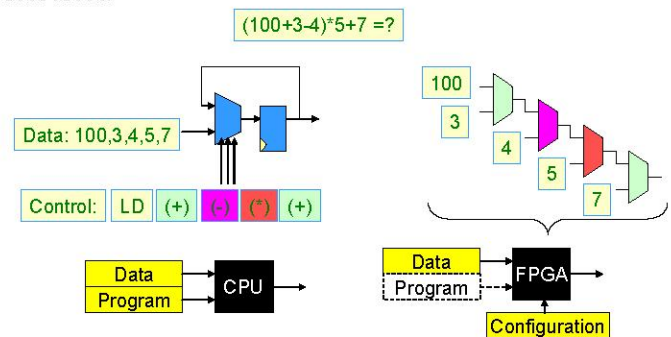 (100+3-4)*5+7 =?
Data: 100,3,4,5,7
Control: LD (+) (-) (*) (+)
100
3
4
5
7
Data
Program
CPU
Data
Program
FPGA
Configuration